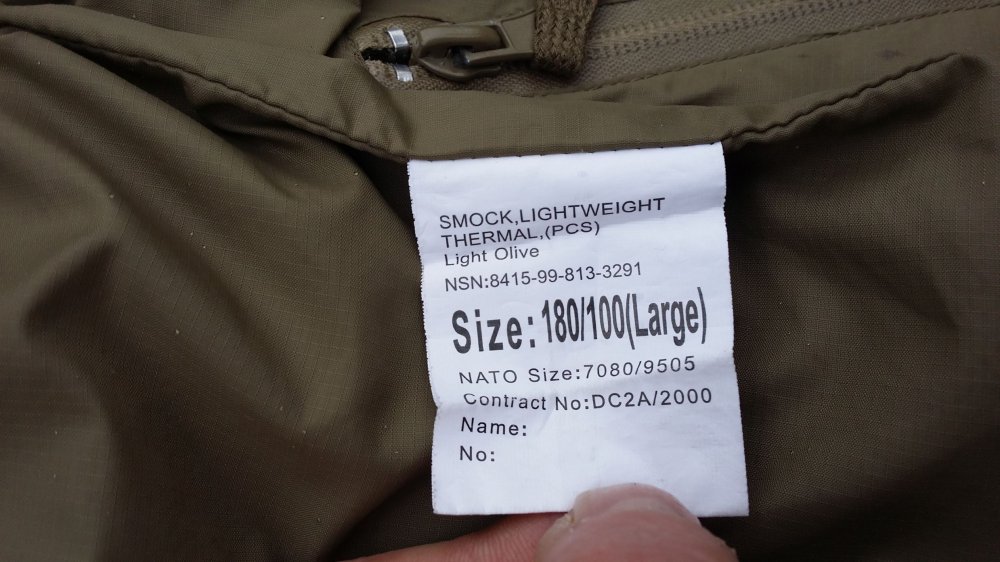 SMOCK,LIGHTWEIGHT
THERMAL,(PCS)
Light Olive
NSN:8415-99-813-3291
Size:180/100(Large)
NATO Size:7080/9505
Contract No:DC2A/2000
Name:
No: